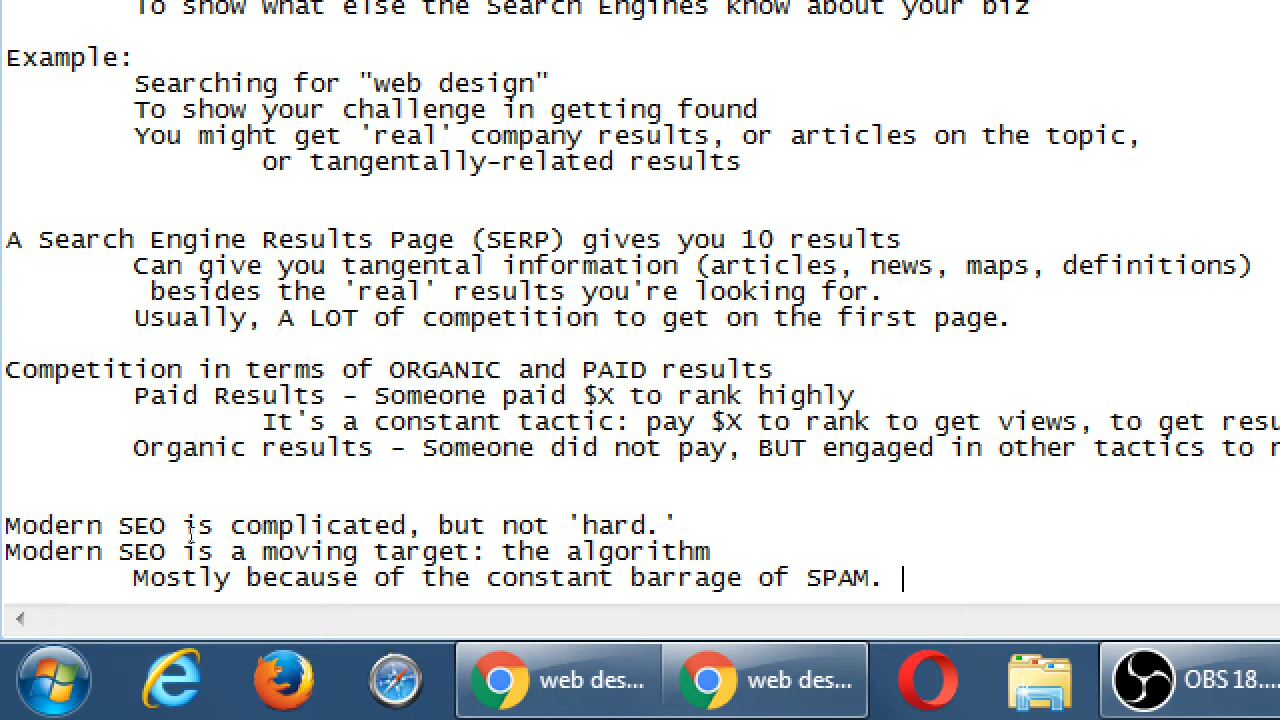 To show what else the Search Engines know about your biz
Example:
Searching for "web design"
To show your challenge in getting found
You might get 'real' company results, or articles on the topic,
or tangentally-related results
A Search Engine Results Page (SERP) gives you 10 results
Can give you tangental information (articles, news, maps, definitions)
besides the 'real' results you're looking for.
Usually, A LOT of competition to get on the first page.
Competition in terms of ORGANIC and PAID results
Paid Results - Someone paid $X to rank highly
It's a constant tactic: pay $X to rank to get views, to get
Organic results - Someone did not pay, BUT engaged in other tactics to
Modern SEO is complicated, but not 'hard.'
Modern SEO is a moving target: the algorithm
Mostly because of the constant barrage of SPAM.
web des... web des... OBS 18....